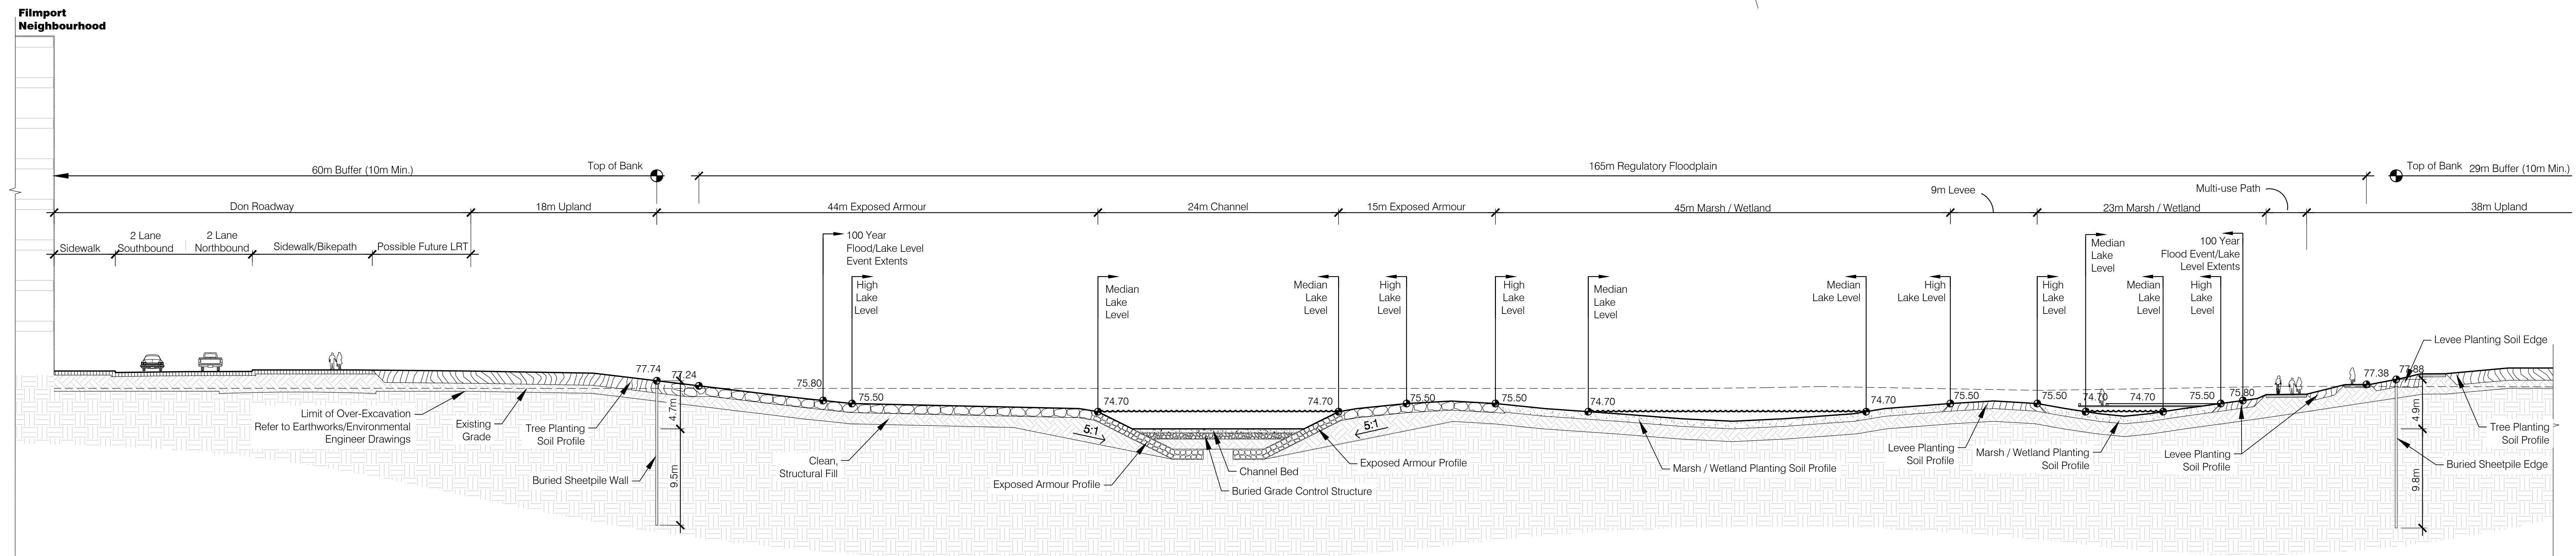 Filmport
Neighbourhood
60m Buffer (10m Min.)
Top of Bank
165m Regulatory Floodplain
Top of Bank
29m Buffer (10m Min.)
Don Roadway
18m Upland
44m Exposed Armour
24m Channel
15m Exposed Armour
45m Marsh / Wetland
9m Levee
23m Marsh / Wetland
Multi-use Path
38m Upland
Sidewalk
2 Lane
Southbound
2 Lane
Northbound
Sidewalk/Bikepath
Possible Future LRT
100 Year
Flood/Lake Level
Event Extents
High
Lake
Level
Median
Lake
Level
Median
Lake
Level
High
Lake
Level
High
Lake
Level
Median
Lake
Level
Median
Lake Level
High
Lake Level
High
Lake
Level
Median
Lake
Level
Median
Lake
Level
100 Year
Flood Event/Lake
Level Extents
High
Lake
Level
77.74
77.24
75.80
75.50
74.70
74.70
75.50
75.50
74.70
74.70
75.50
75.50
74.70
74.70
75.50
75.80
77.38
77.88
4.7m
9.5m
5:1
5:1
4.9m
9.8m
Limit of Over-Excavation
Refer to Earthworks/Environmental
Engineer Drawings
Existing
Grade
Tree Planting
Soil Profile
Buried Sheetpile Wall
Clean,
Structural Fill
Exposed Armour Profile
Channel Bed
Buried Grade Control Structure
Exposed Armour Profile
Marsh / Wetland Planting Soil Profile
Levee Planting
Soil Profile
Marsh / Wetland Planting
Soil Profile
Levee Planting
Soil Profile
Levee Planting Soil Edge
Tree Planting
Soil Profile
Buried Sheetpile Edge